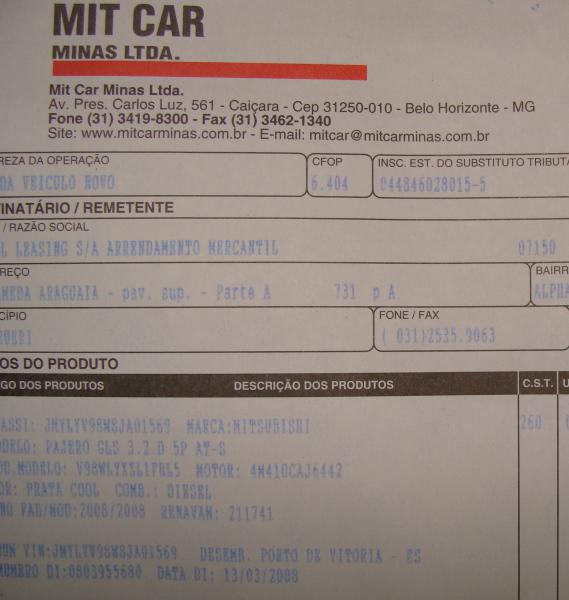 MIT CAR
MINAS LTDA.
Mit Car Minas Ltda.
Av. Pres. Carlos Luz, 561 - Caiçara - Cep 31250-010 - Belo Horizonte - MG
Fone (31) 3419-8300 - Fax (31) 3462-1340
Site: www.mitcarminas.com.br - E-mail: mitcar@mitcarminas.com.br
REZA DA OPERAÇÃO CFOP INSC. EST. DO SUBSTITUTO TRIBUTÁ
DA VEICULO NOVO 6.404 044846028015-5
INATÁRIO / REMETENTE
/ RAZÃO SOCIAL
L LEASING S/A ARRENDAMENTO MERCANTIL 07150
REÇO BAIRR
MEDA ARAGUAIA - pav. sup. - Parte A 731 p A ALPHA
CÍPIO FONE / FAX
( 031)2535.9063
OS DO PRODUTO
GO DOS PRODUTOS DESCRIÇÃO DOS PRODUTOS C.S.T. U
ASSI: JMYLYV98W8JA01569 MARCA:MITSUBISHI 260
DELO: PAJERO GLS 3.2 D 5P AT-S
OD.MODELO: V98WLYXSL1FBL5 MOTOR: 4M41OCAJ6442
OR: PRATA COOL COMB.: DIESEL
NO FAB/MOD:2008/2008 RENAVAM: 211741
NUM VIN:JMYLYV98W8JA01569 DESEMB. PORTO DE VITORIA - ES
NUMERO DI:0803955680. DATA DI: 13/03/2008